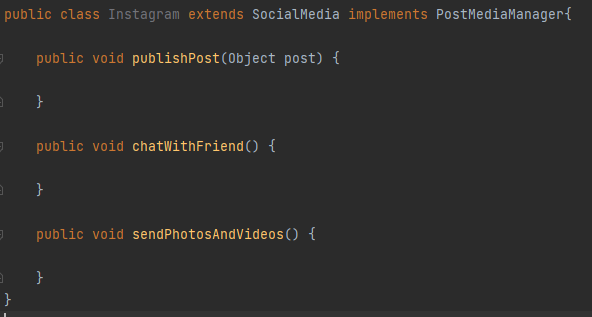 public class Instagram extends SocialMedia implements PostMediaManager{
public void publishPost(Object post) {
}
public void chatWithFriend() {
}
public void sendPhotosAndVideos() {
}
}